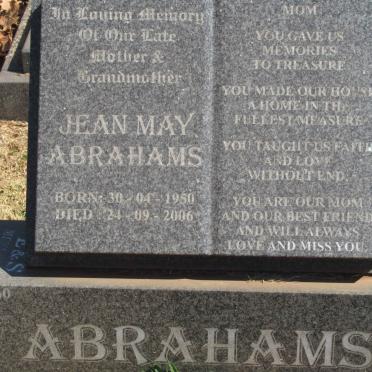 In Loving Memory
Of Our Late
Mother &
Grandmother
JEAN MAY
ABRAHAMS
BORN: 30-04-1950
DIED: 24-09-2006
MOM
YOU GAVE US
MEMORIES
TO TREASURE
YOU MADE OUR HOUSE
A HOME IN THE
FULLEST MEASURE
YOU TAUGHT US FAITH
AND LOVE
WITHOUT END.
YOU ARE OUR MOM
AND OUR BEST FRIEND
AND WILL ALWAYS
LOVE AND MISS YOU
ABRAHAMS